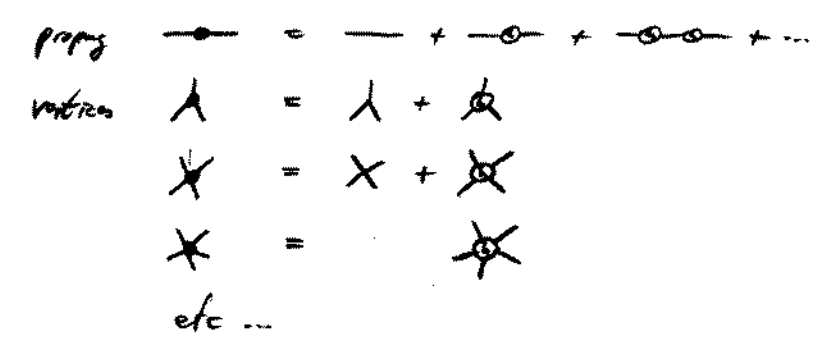 propag = + + + ...
vertices = +
= +
=
etc ...